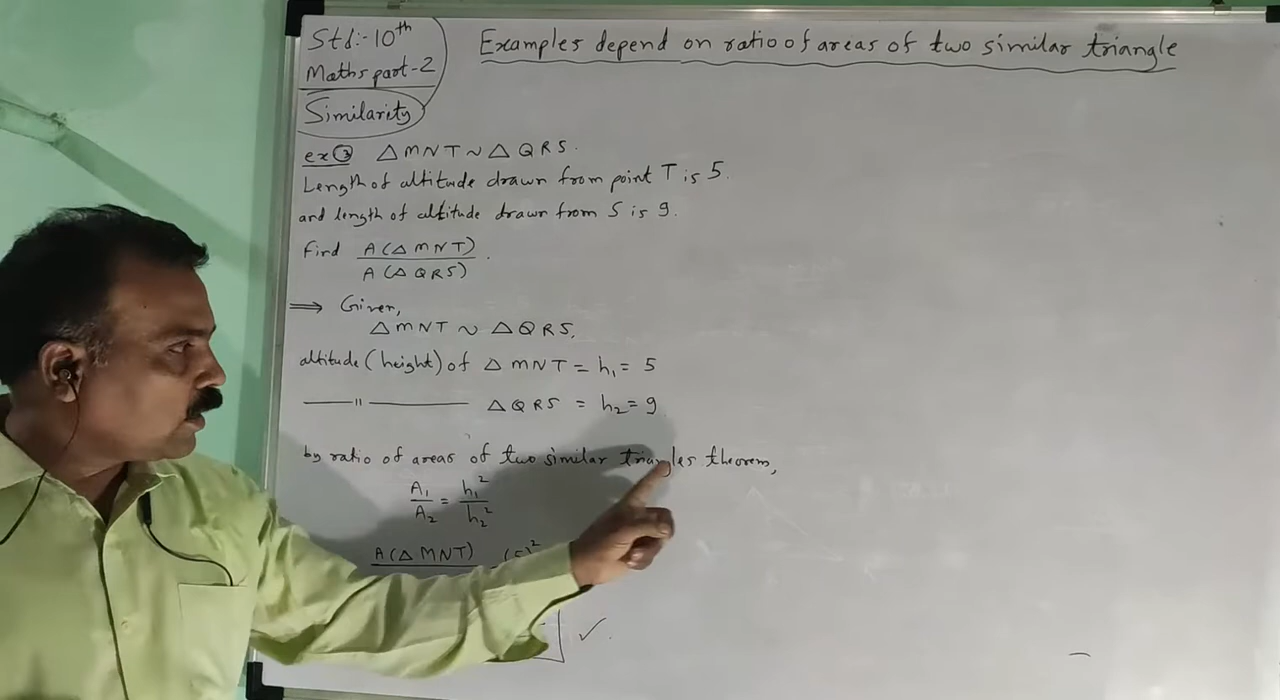 Std:- 10th
Maths part-2
Similarity
Examples depend on ratio of areas of two similar triangle
ex③ △MNT ~ △QRS.
Length of altitude drawn from point T is 5.
and length of altitude drawn from S is 9.
Find A(△MNT)
A(△QRS) .
⟹ Given,
△MNT ~ △QRS,
altitude (height) of △MNT = h₁ = 5
—— 〃 —— △QRS = h₂ = 9
by ratio of areas of two similar triangles theorem,
A₁/A₂ = h₁²/h₂²
A(△MNT) (5)²
✓.